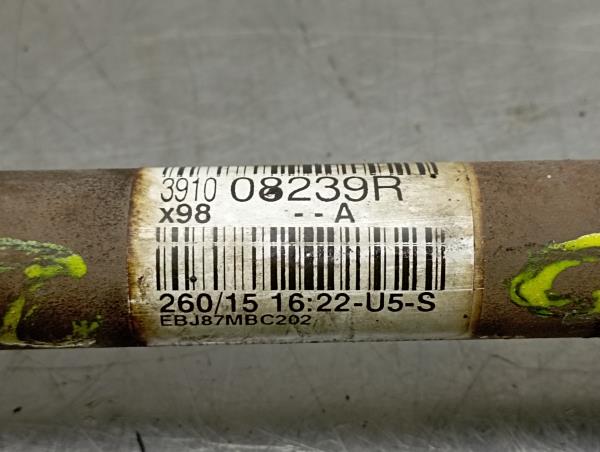 3910 08239R
x98 - - A
260/15 16:22-U5-S
EBJ87MBC202